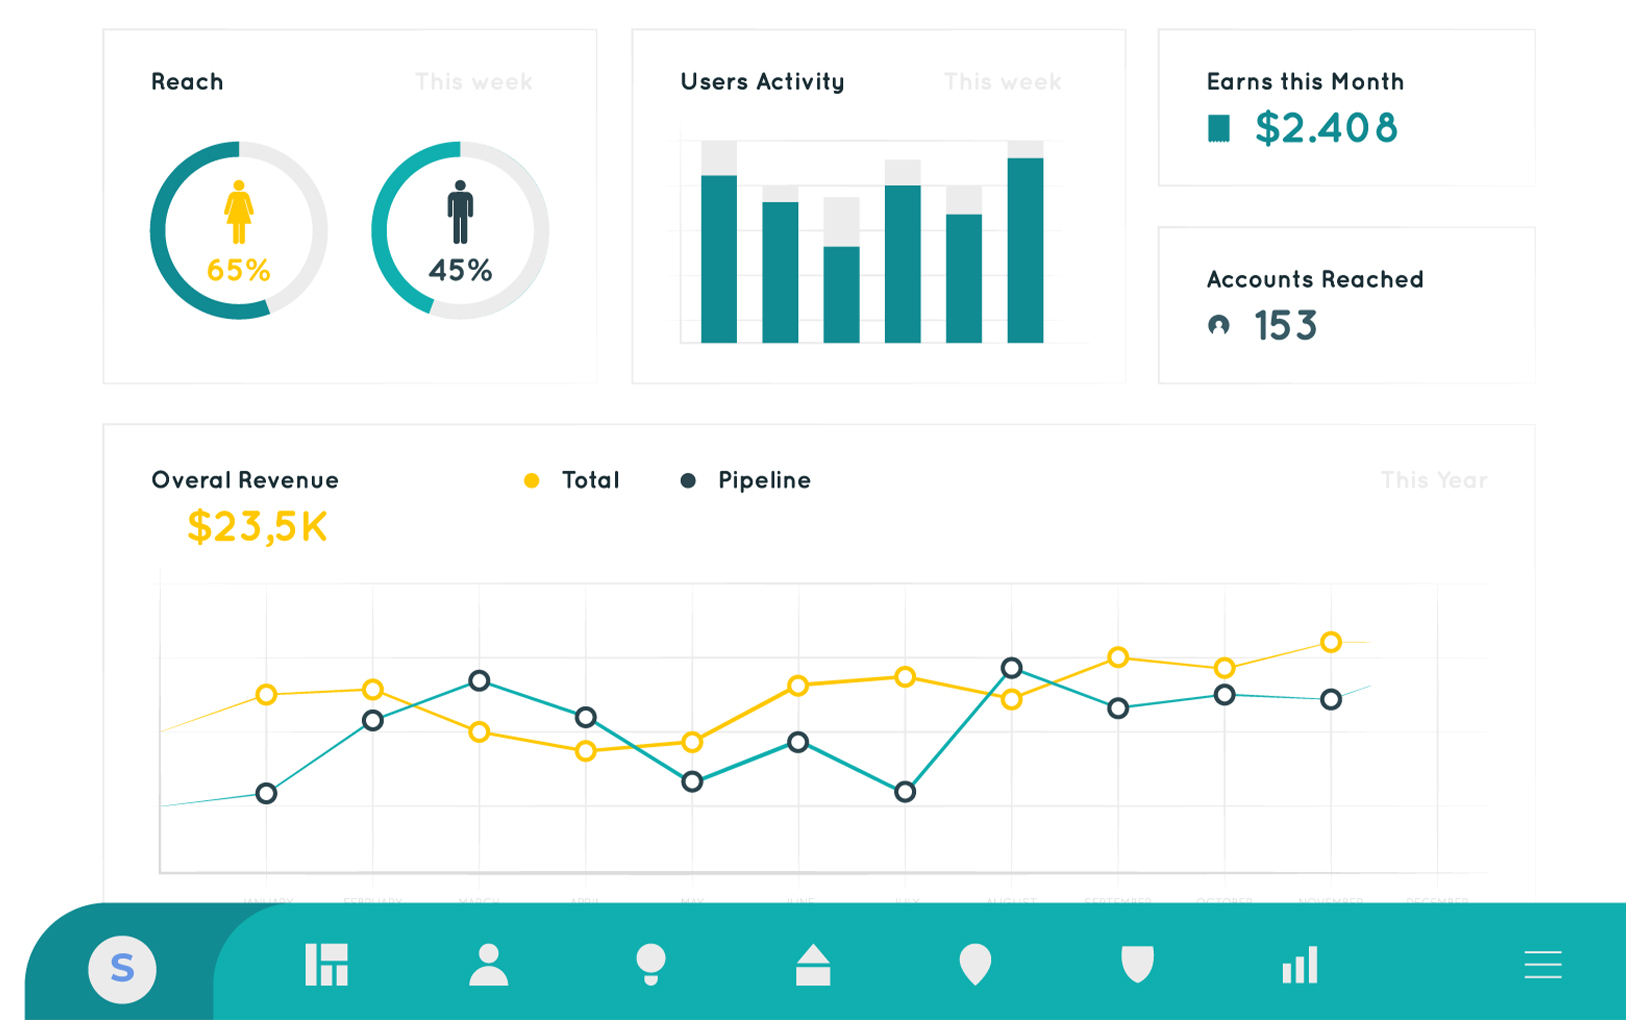 Reach
This week
65%
45%
Users Activity
This week
Earns this Month
$2.408
Accounts Reached
153
Overal Revenue
$23,5K
Total
Pipeline
This Year
JANUARY
FEBRUARY
MARCH
APRIL
MAY
JUNE
JULY
AUGUST
SEPTEMBER
OCTOBER
NOVEMBER
DECEMBER
S